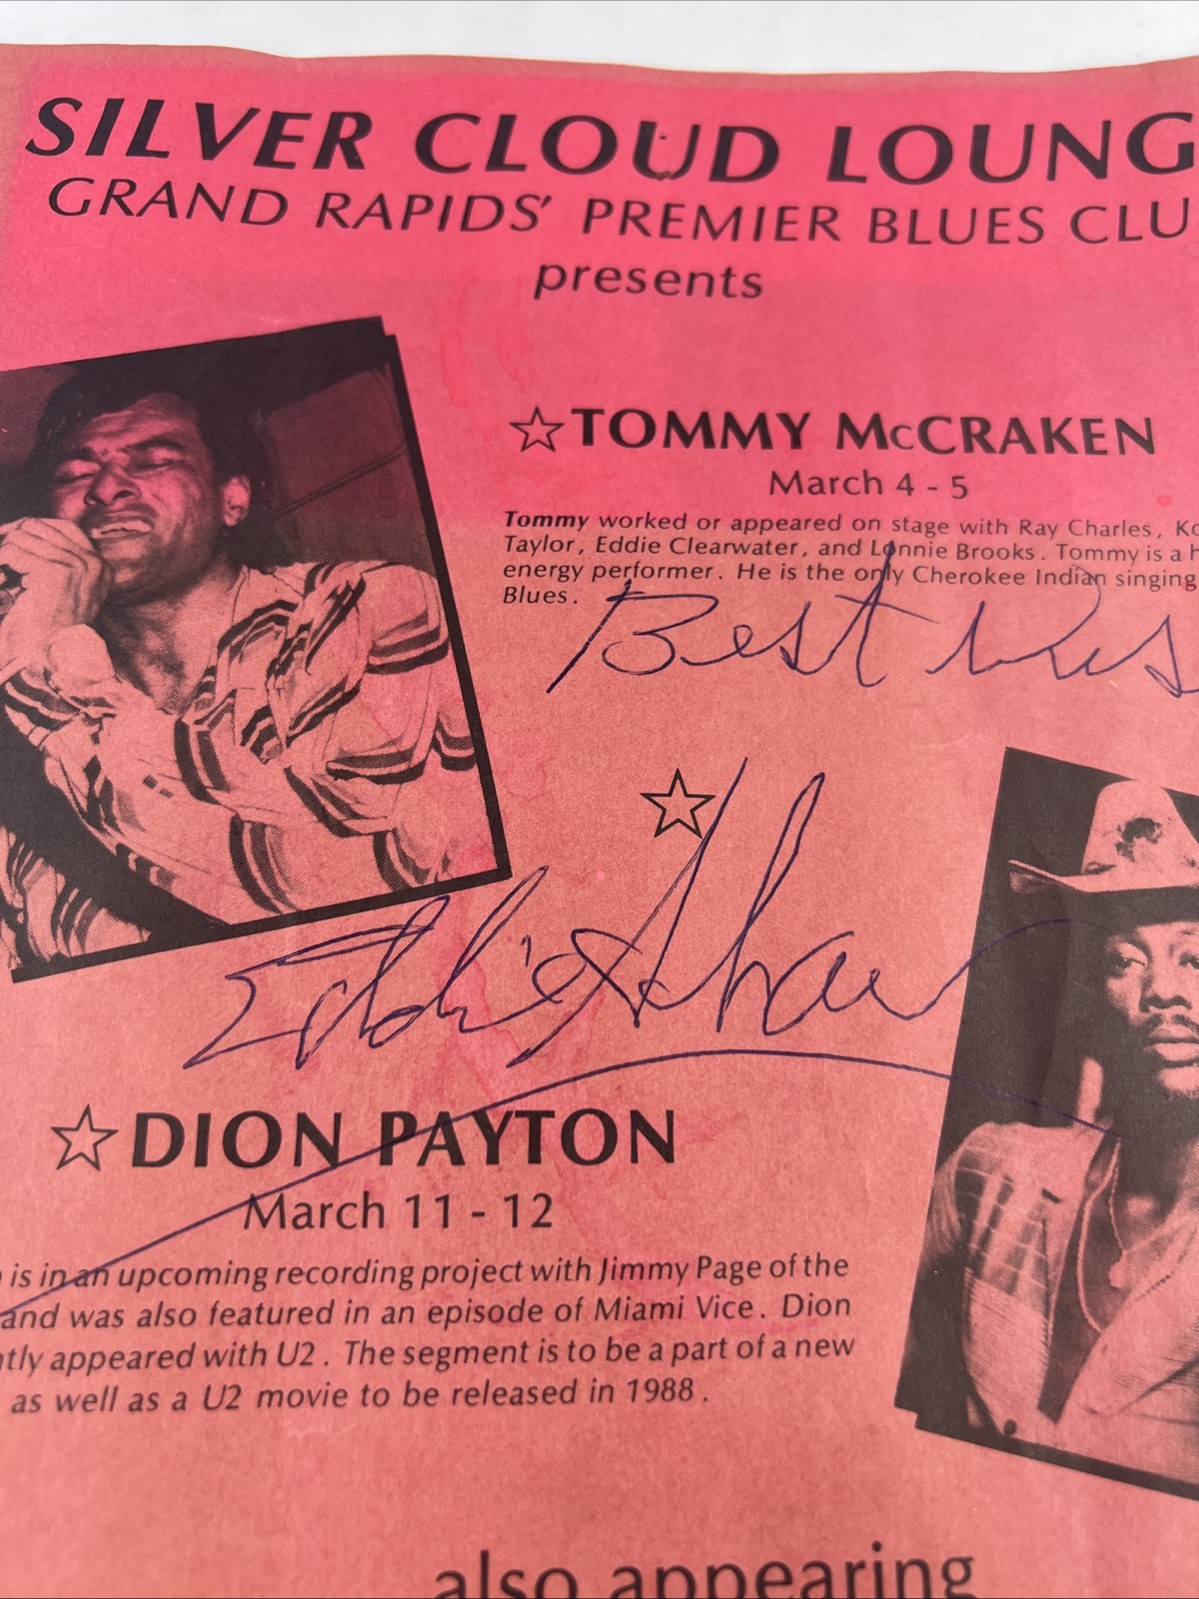 SILVER CLOUD LOUNG
GRAND RAPIDS' PREMIER BLUES CLU
presents
☆TOMMY McCRAKEN
March 4 - 5
Tommy worked or appeared on stage with Ray Charles, Ko
Taylor, Eddie Clearwater, and Lonnie Brooks. Tommy is a h
energy performer. He is the only Cherokee Indian singing
Blues.
Best
☆
Eddie Shaw
☆DION PAYTON
March 11 - 12
is in an upcoming recording project with Jimmy Page of the
and was also featured in an episode of Miami Vice. Dion
ntly appeared with U2. The segment is to be a part of a new
as well as a U2 movie to be released in 1988.
also appearing